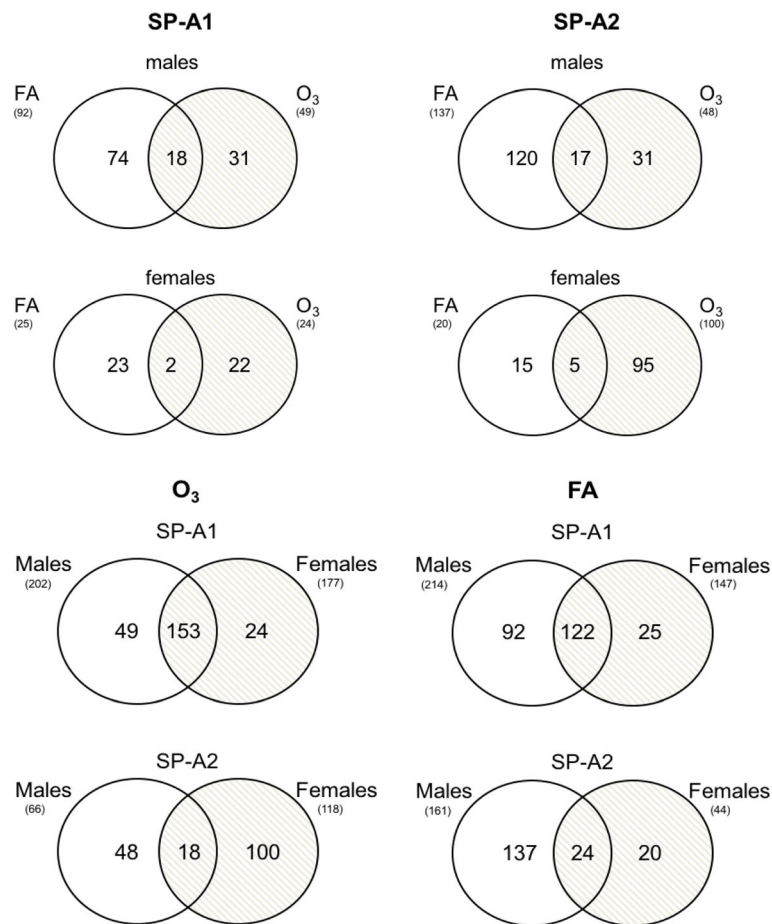 SP-A1
males
FA
(92)
74
18
31
O₃
(49)
females
FA
(25)
23
2
22
O₃
(24)
SP-A2
males
FA
(137)
120
17
31
O₃
(48)
females
FA
(20)
15
5
95
O₃
(100)
O₃
SP-A1
Males
(202)
49
153
24
Females
(177)
SP-A2
Males
(66)
48
18
100
Females
(118)
FA
SP-A1
Males
(214)
92
122
25
Females
(147)
SP-A2
Males
(161)
137
24
20
Females
(44)